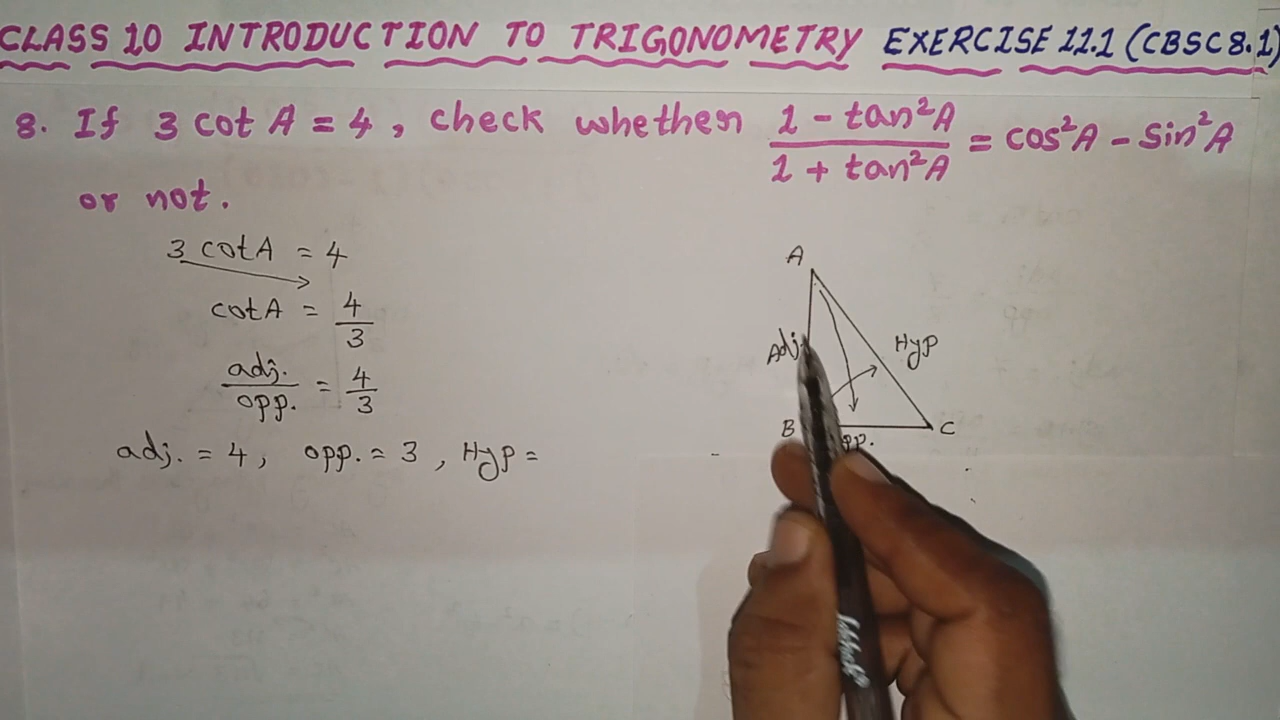 CLASS 10 INTRODUCTION TO TRIGONOMETRY EXERCISE 11.1 (CBSC 8.1)
8. If 3 cot A = 4, check whether (1 - tan²A)/(1 + tan²A) = cos²A - Sin²A
or not.
3 cotA = 4
cotA = 4/3
adj./opp. = 4/3
adj. = 4, opp. = 3, Hyp =
A
Adj.
Hyp
B
C